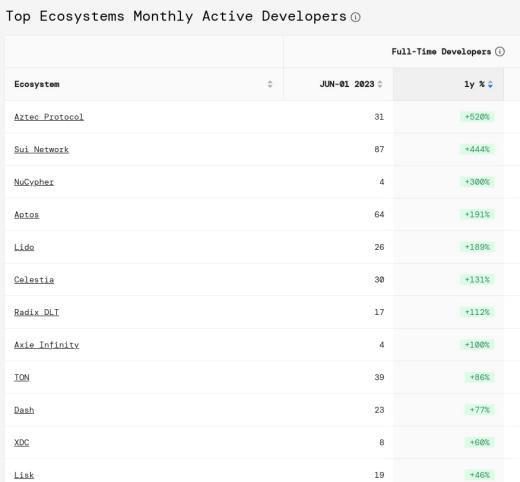 Top Ecosystems Monthly Active Developers
Full-Time Developers
Ecosystem JUN-01 2023 1y %
Aztec Protocol 31 +520%
Sui Network 87 +444%
NuCypher 4 +300%
Aptos 64 +191%
Lido 26 +189%
Celestia 30 +131%
Radix DLT 17 +112%
Axie Infinity 4 +100%
TON 39 +86%
Dash 23 +77%
XDC 8 +60%
Lisk 19 +46%